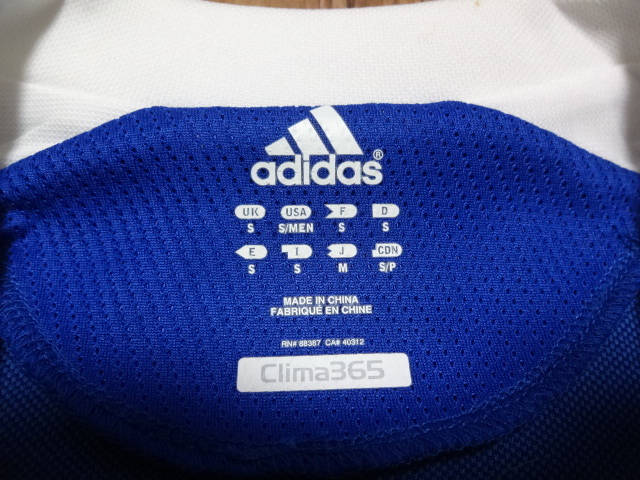 adidas®
UK USA F D
S S/MEN S S
E I J CDN
S S M S/P
MADE IN CHINA
FABRIQUÉ EN CHINE
RN# 88387 CA# 40312
Clima365